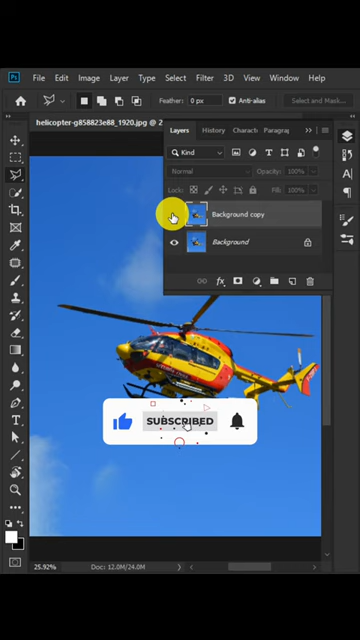 Ps File Edit Image Layer Type Select Filter 3D View Window Help
Feather: 0 px Anti-alias Select and Mask...
helicopter-g858823e88_1920.jpg @ 2
Layers History Charact Paragra
Kind
Normal Opacity: 100%
Lock: Fill: 100%
Background copy
Background
SUBSCRIBED
25.92% Doc: 12.0M/24.0M